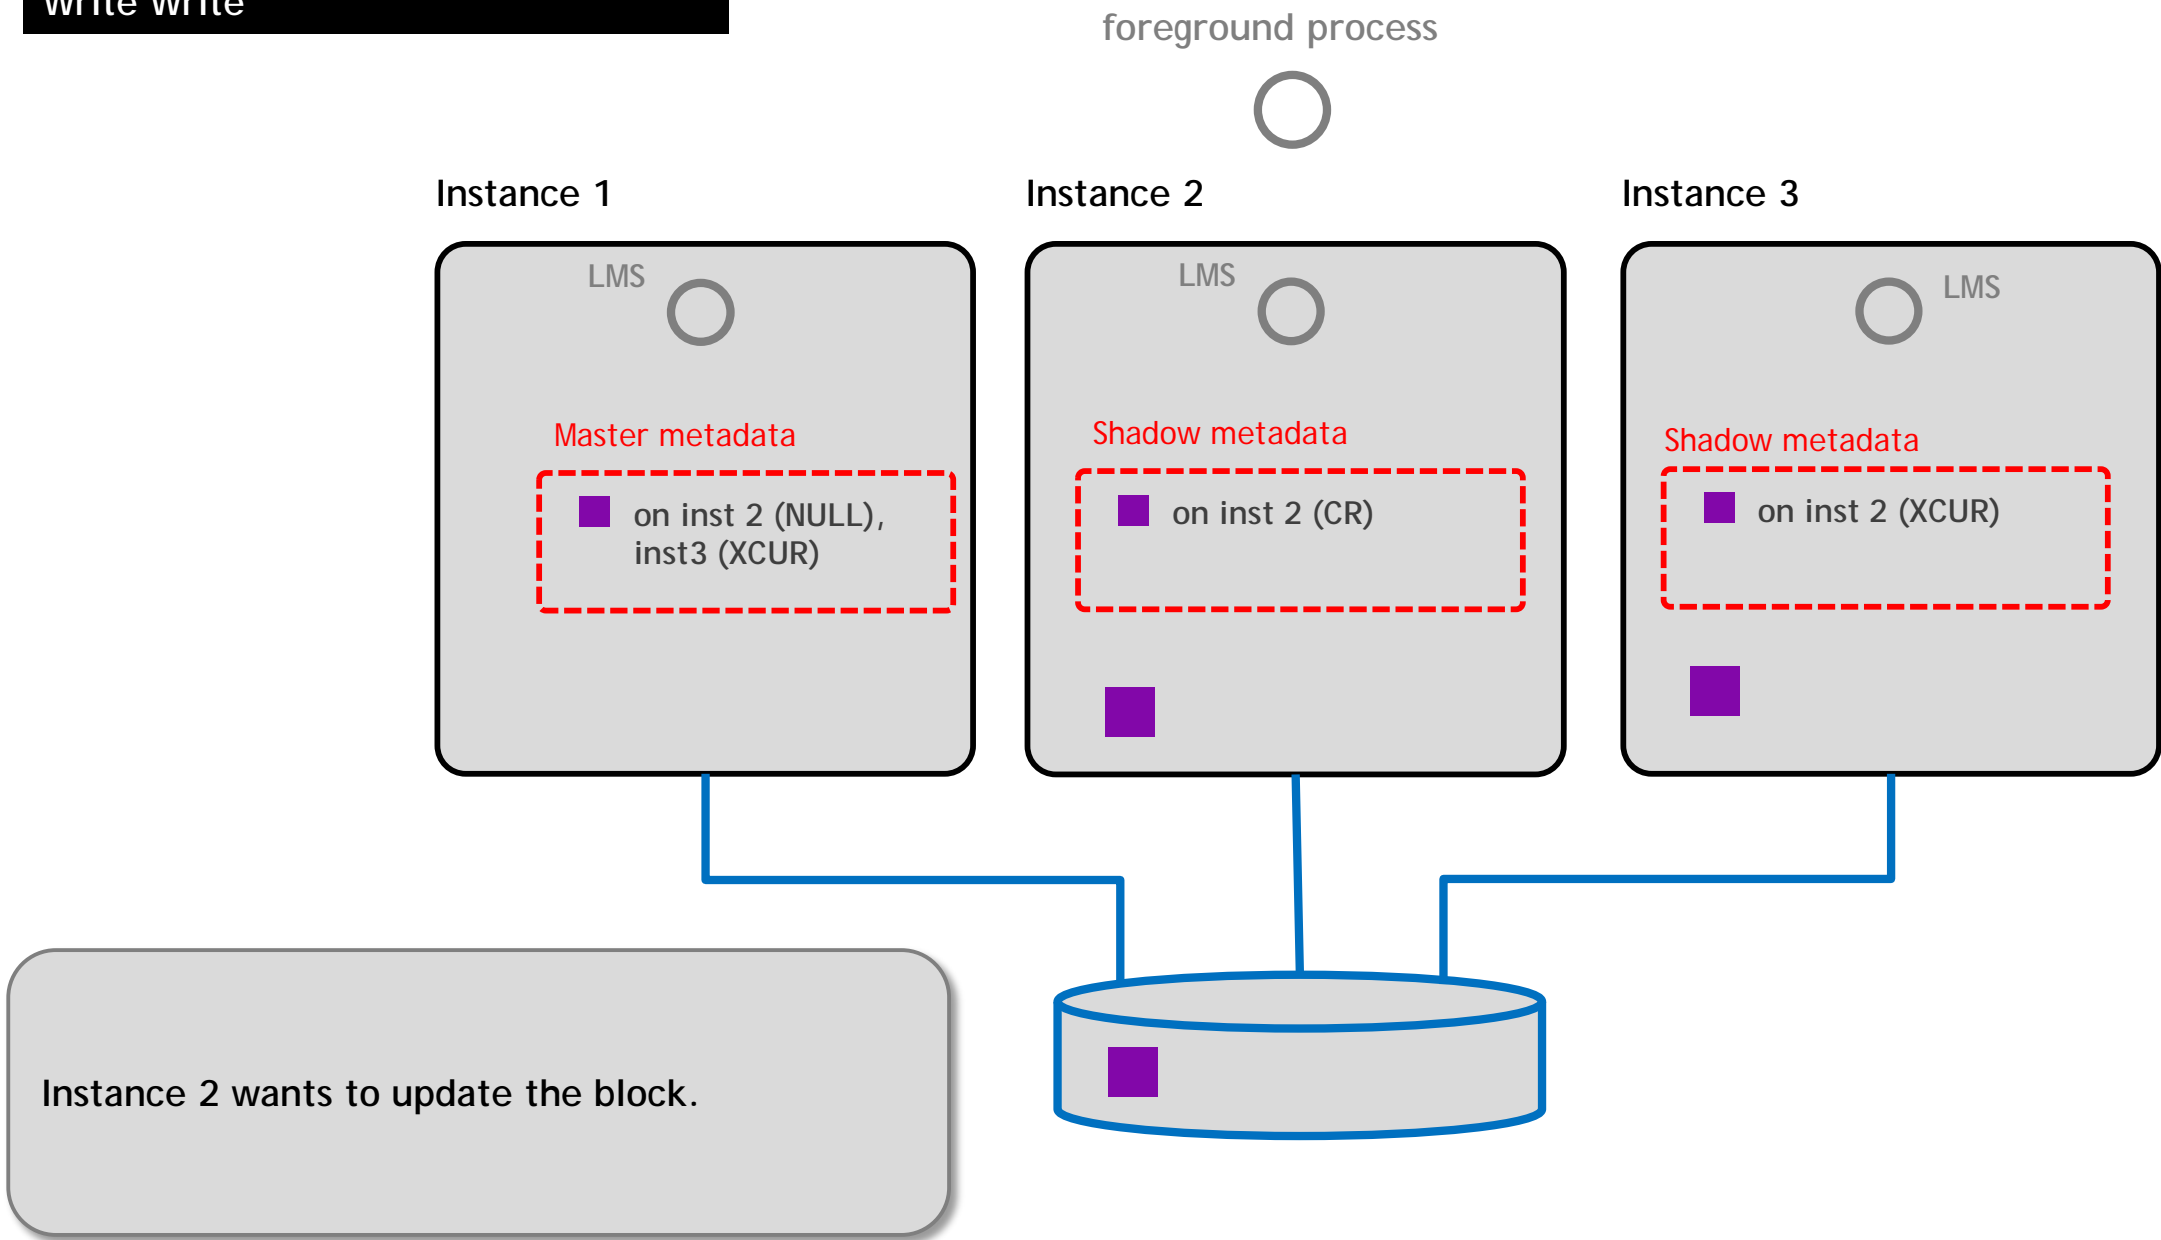 Write Write
foreground process
Instance 1
Instance 2
Instance 3
LMS
LMS
LMS
Master metadata
on inst 2 (NULL),
inst3 (XCUR)
Shadow metadata
on inst 2 (CR)
Shadow metadata
on inst 2 (XCUR)
Instance 2 wants to update the block.